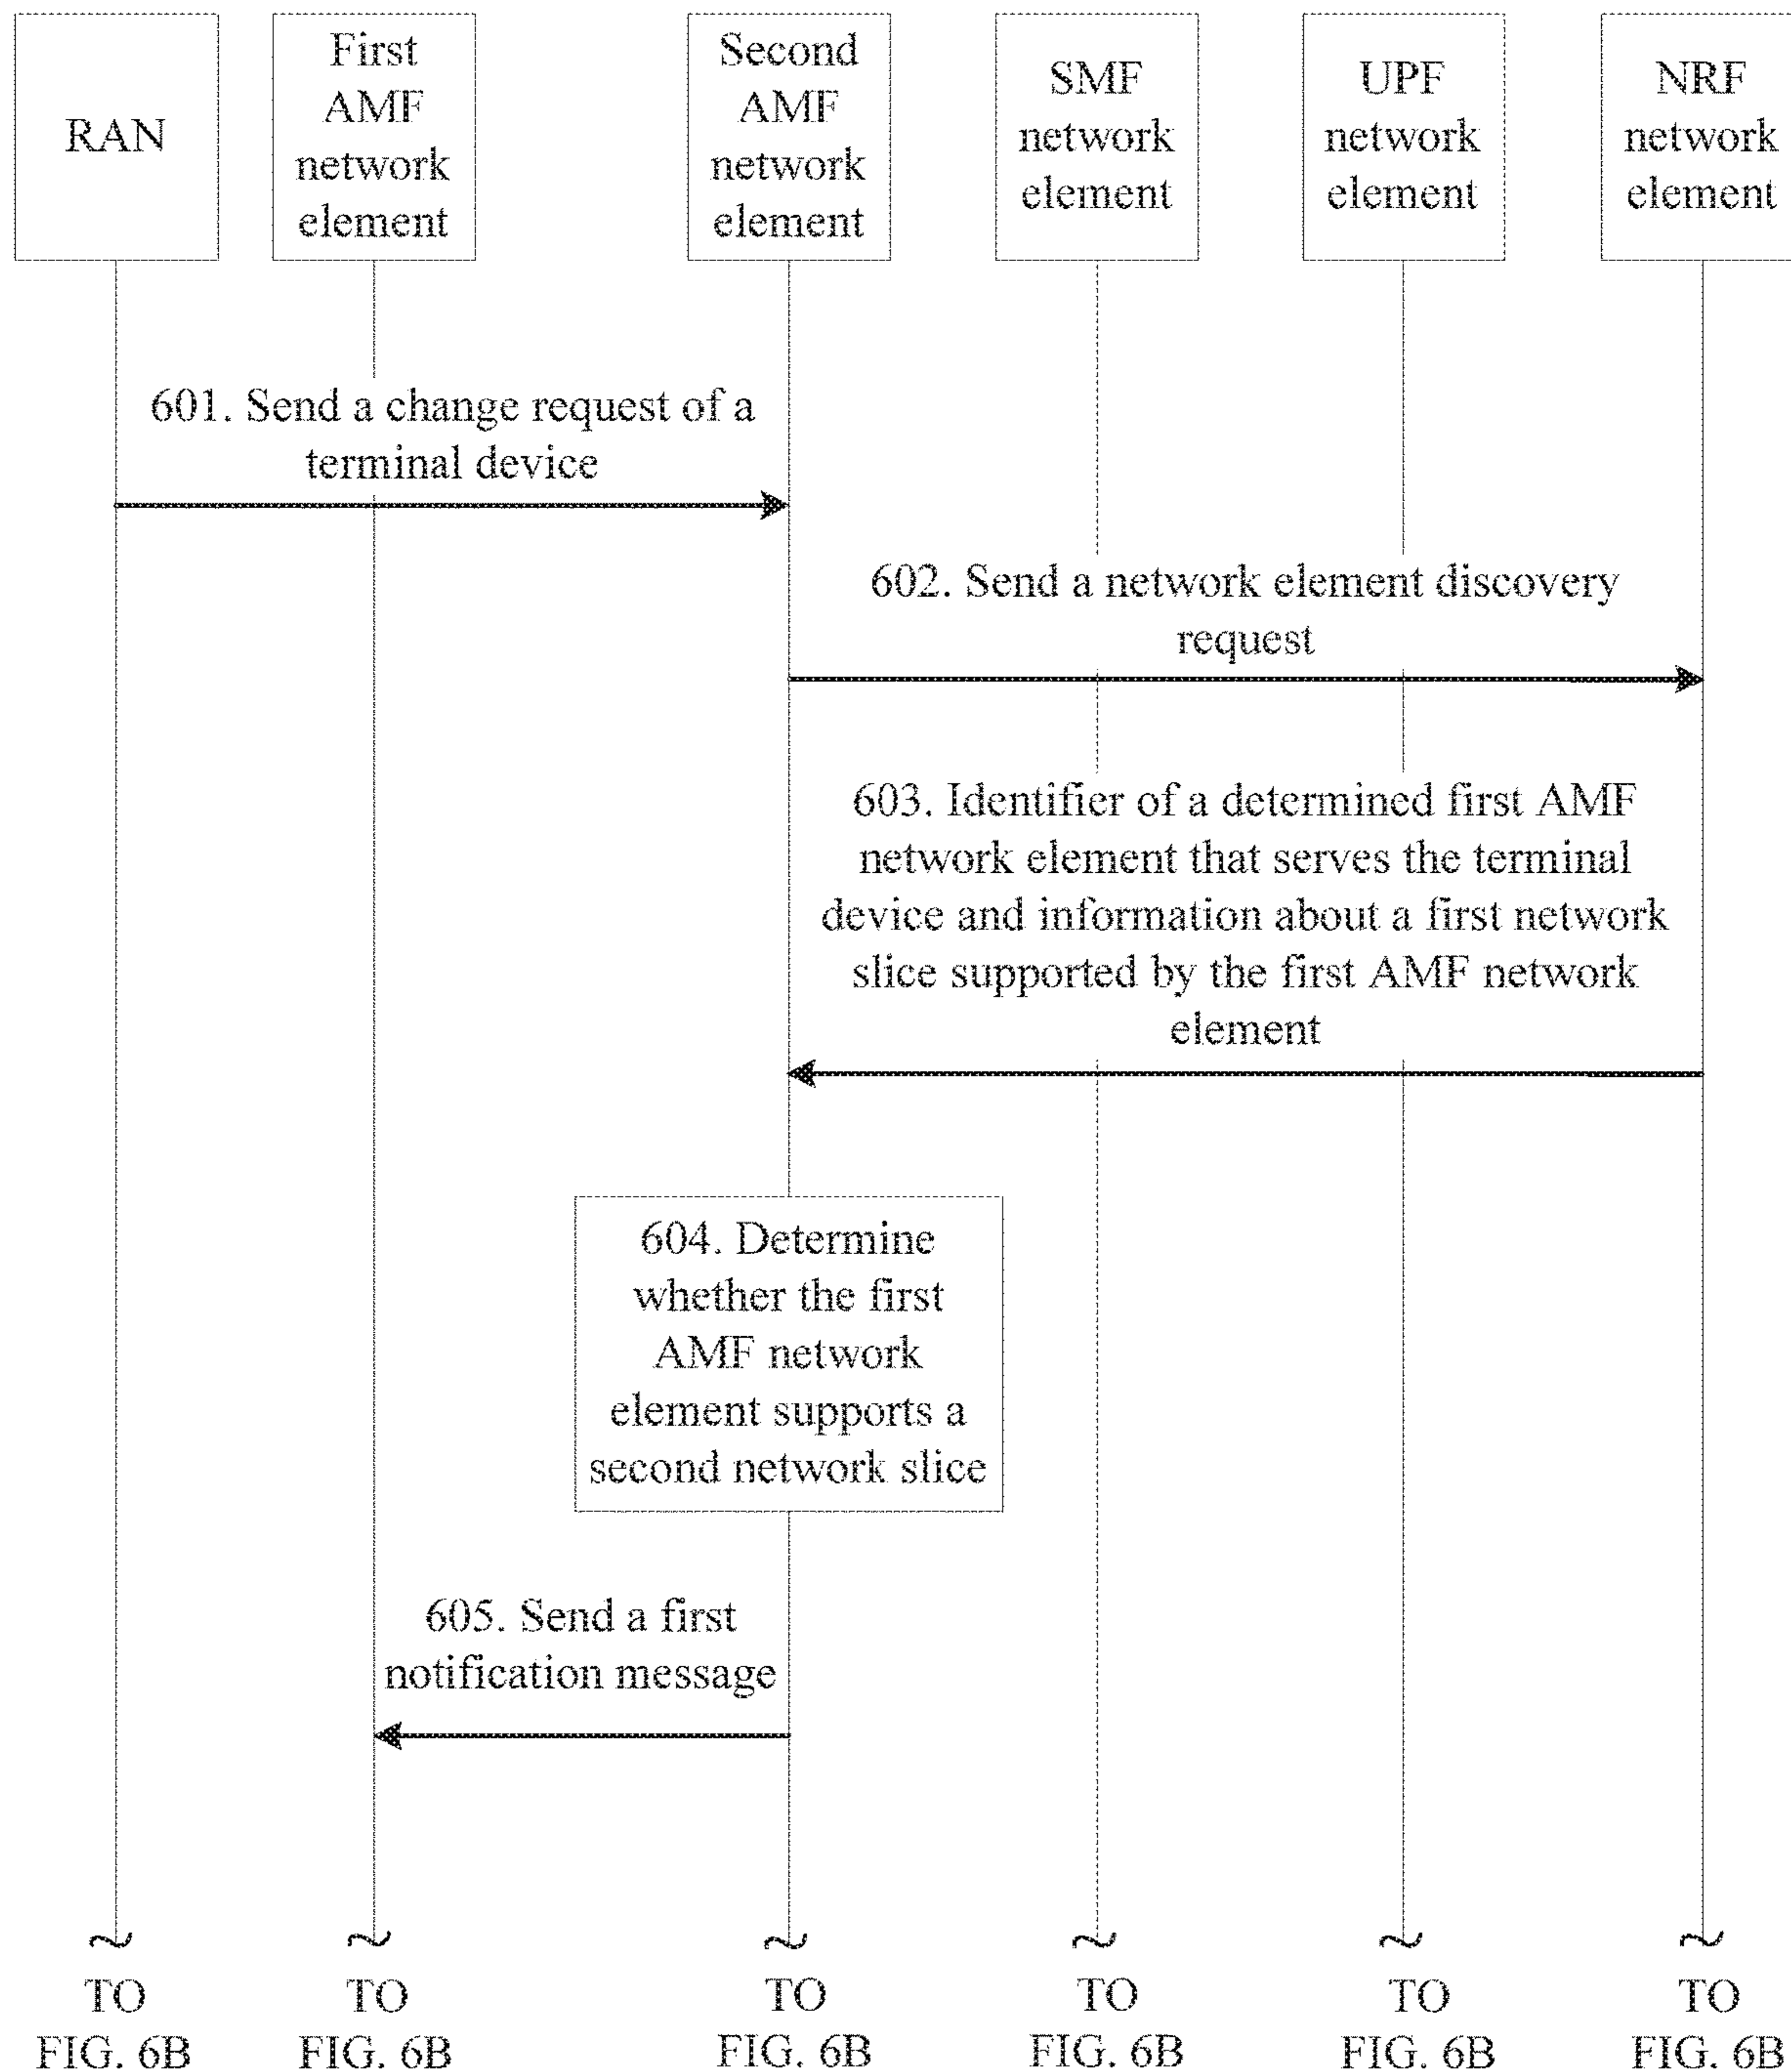 RAN
First
AMF
network
element
Second
AMF
network
element
SMF
network
element
UPF
network
element
NRF
network
element
601. Send a change request of a
terminal device
602. Send a network element discovery
request
603. Identifier of a determined first AMF
network element that serves the terminal
device and information about a first network
slice supported by the first AMF network
element
604. Determine
whether the first
AMF network
element supports a
second network slice
605. Send a first
notification message
TO
FIG. 6B
TO
FIG. 6B
TO
FIG. 6B
TO
FIG. 6B
TO
FIG. 6B
TO
FIG. 6B